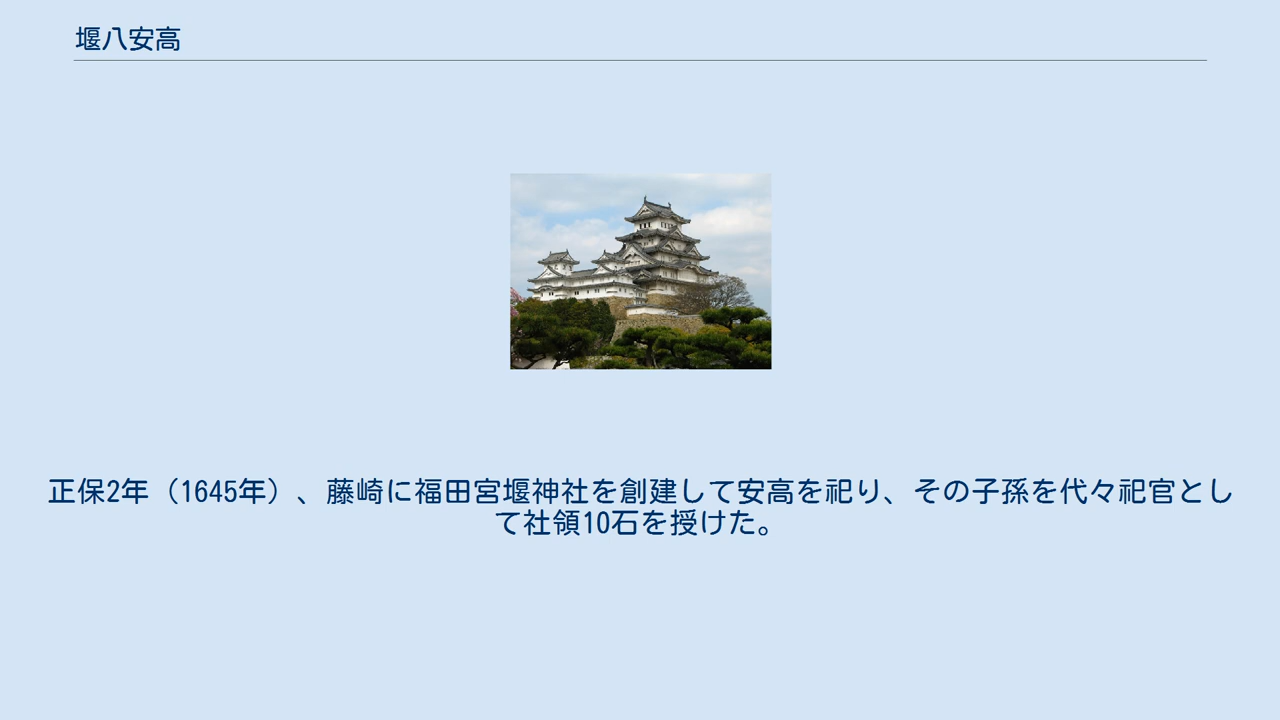 堰八安高
正保2年（1645年）、藤崎に福田宮堰神社を創建して安高を祀り、その子孫を代々祀官とし
て社領10石を授けた。